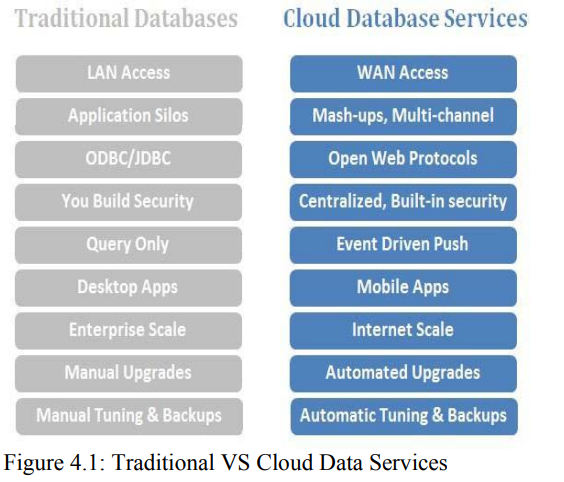 Traditional Databases Cloud Database Services
LAN Access WAN Access
Application Silos Mash-ups, Multi-channel
ODBC/JDBC Open Web Protocols
You Build Security Centralized, Built-in security
Query Only Event Driven Push
Desktop Apps Mobile Apps
Enterprise Scale Internet Scale
Manual Upgrades Automated Upgrades
Manual Tuning & Backups Automatic Tuning & Backups
Figure 4.1: Traditional VS Cloud Data Services